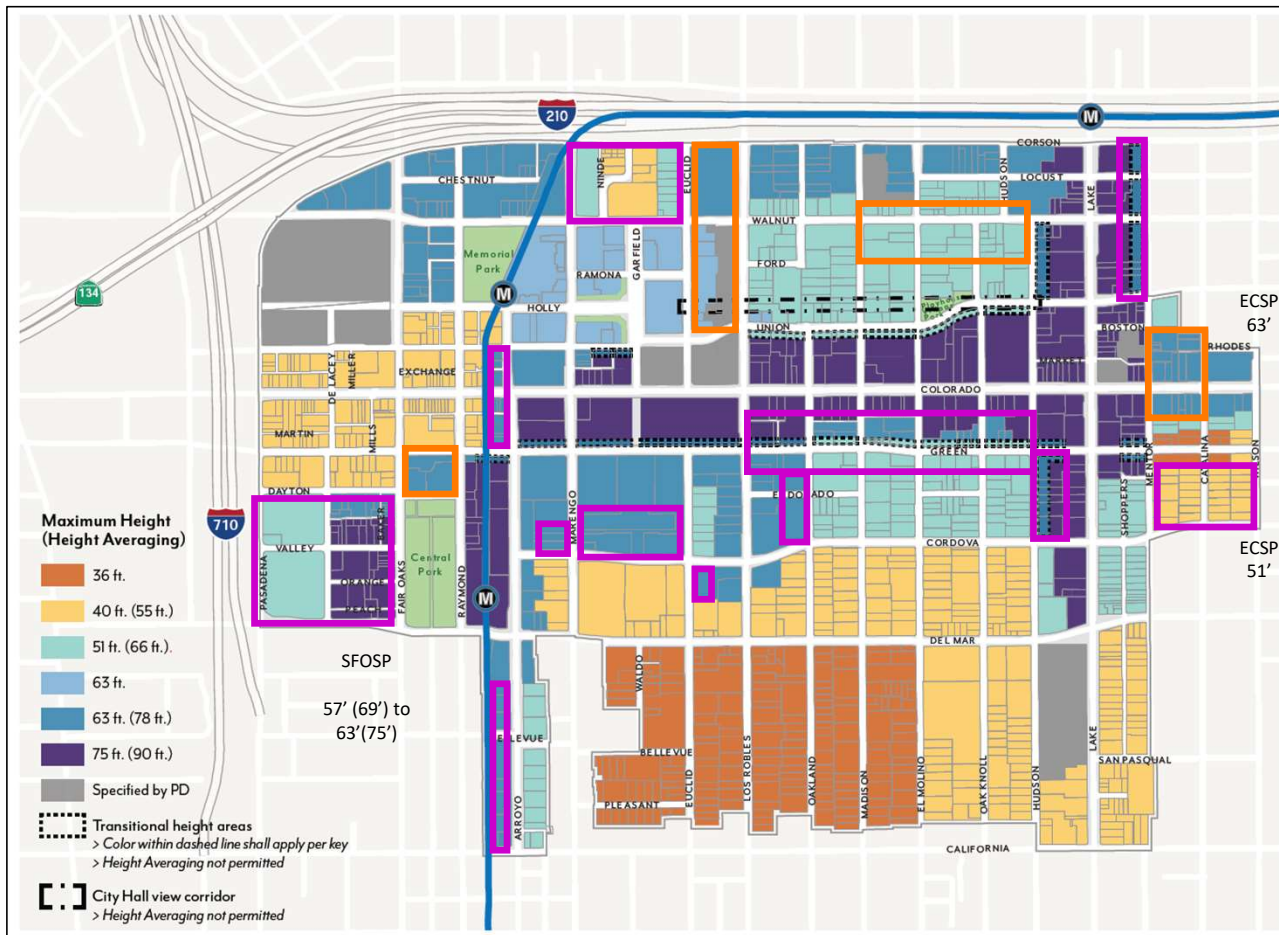 210
CORSON
CHESTNUT
NINDE
EUCLID
HUDSON
LOCUST
LAKE
WALNUT
Memorial
Park
GARFIELD
FORD
RAMONA
134
HOLLY
UNION
BOSTON
ECSP
63’
RHODES
DE LACEY
MILLER
EXCHANGE
MARKET
COLORADO
MARTIN
MILLS
GREEN
MENTOR
CATALINA
DAYTON
MARENGO
SHOPPERS
710
VALLEY
CORDOVA
PASADENA
ORANGE
Central
Park
FAIR OAKS
RAYMOND
M
ECSP
51’
Maximum Height
(Height Averaging)
36 ft.
40 ft. (55 ft.)
51 ft. (66 ft.).
63 ft.
63 ft. (78 ft.)
75 ft. (90 ft.)
Specified by PD
Transitional height areas
> Color within dashed line shall apply per key
> Height Averaging not permitted
City Hall view corridor
> Height Averaging not permitted
SFOSP
57’ (69’) to
63’(75’)
DEL MAR
WALDO
BELLEVUE
PLEASANT
ARROYO
EUCLID
LOS ROBLES
OAKLAND
MADISON
EL MOLINO
OAK KNOLL
HUDSON
LAKE
SAN PASQUAL
CALIFORNIA
M
M